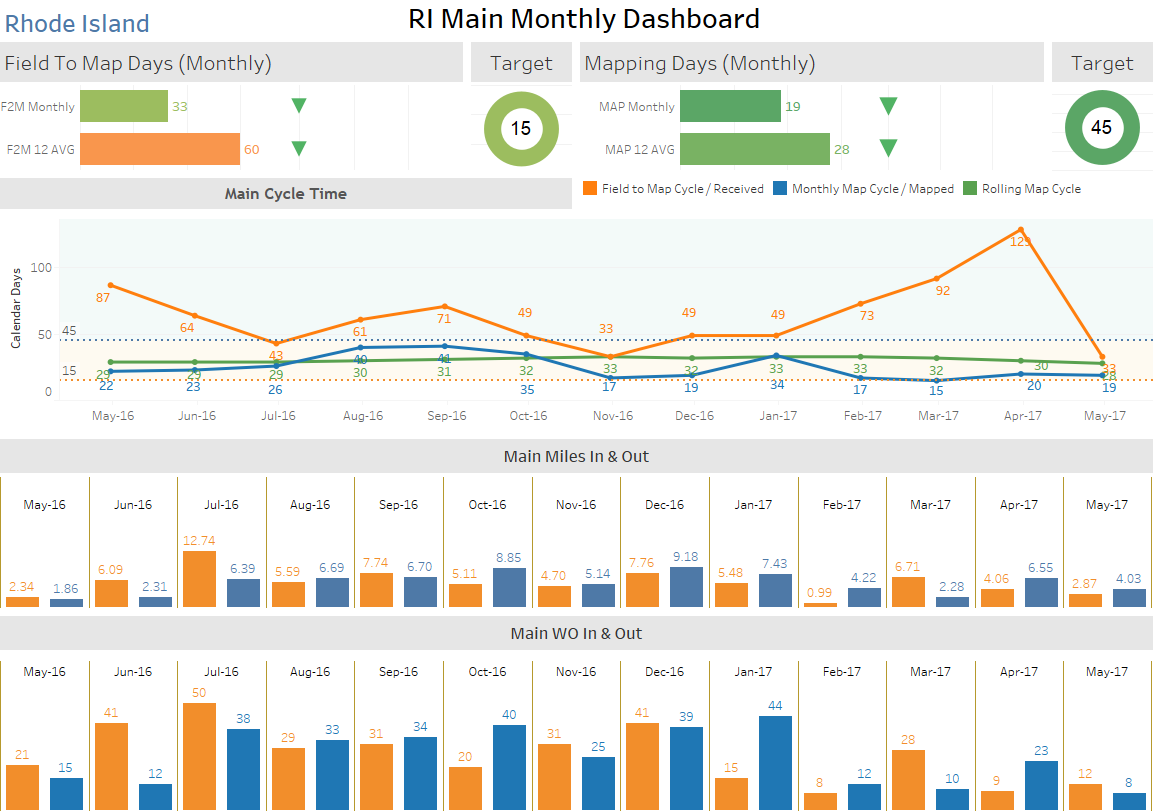 Rhode Island
RI Main Monthly Dashboard
Field To Map Days (Monthly)
Target
Mapping Days (Monthly)
Target
F2M Monthly
33
F2M 12 AVG
60
15
MAP Monthly
19
MAP 12 AVG
28
45
Main Cycle Time
Field to Map Cycle / Received
Monthly Map Cycle / Mapped
Rolling Map Cycle
Calendar Days
100
50
0
45
15
87 64 43 61 71 49 33 49 49 73 92 129 33
29 29 29 30 31 32 33 32 33 33 32 30 28
22 23 26 40 41 35 17 19 34 17 15 20 19
May-16 Jun-16 Jul-16 Aug-16 Sep-16 Oct-16 Nov-16 Dec-16 Jan-17 Feb-17 Mar-17 Apr-17 May-17
Main Miles In & Out
May-16 Jun-16 Jul-16 Aug-16 Sep-16 Oct-16 Nov-16 Dec-16 Jan-17 Feb-17 Mar-17 Apr-17 May-17
2.34 1.86 6.09 2.31 12.74 6.39 5.59 6.69 7.74 6.70 5.11 8.85 4.70 5.14 7.76 9.18 5.48 7.43 0.99 4.22 6.71 2.28 4.06 6.55 2.87 4.03
Main WO In & Out
May-16 Jun-16 Jul-16 Aug-16 Sep-16 Oct-16 Nov-16 Dec-16 Jan-17 Feb-17 Mar-17 Apr-17 May-17
21 15 41 12 50 38 29 33 31 34 20 40 31 25 41 39 15 44 8 12 28 10 9 23 12 8